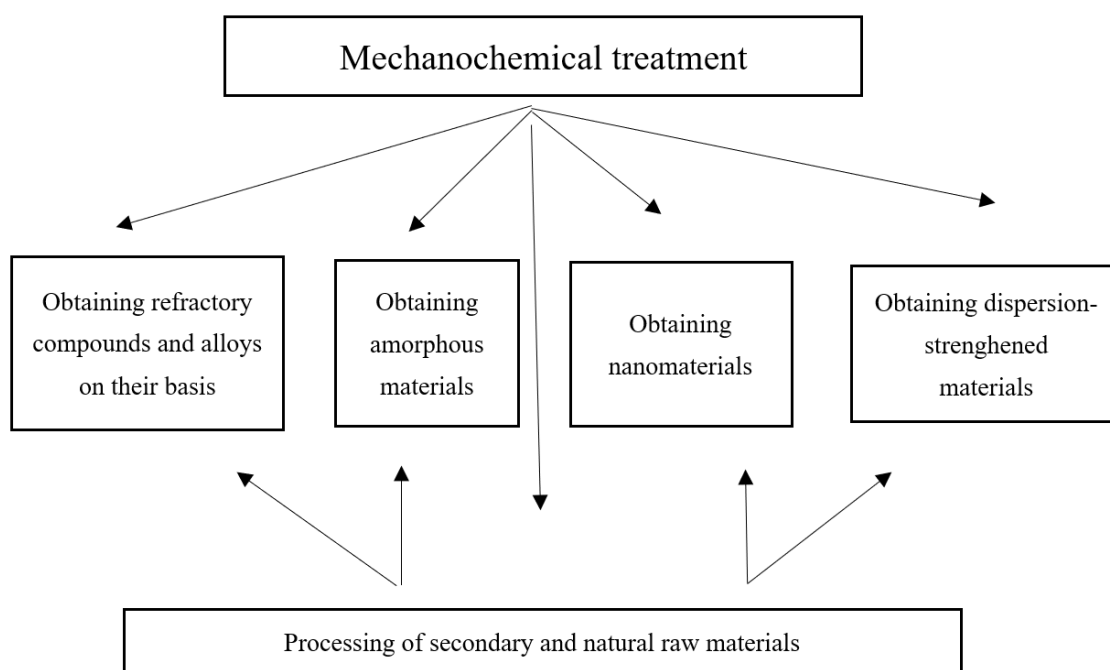 Mechanochemical treatment
Obtaining refractory
compounds and alloys
on their basis
Obtaining
amorphous
materials
Obtaining
nanomaterials
Obtaining dispersion-
strenghened
materials
Processing of secondary and natural raw materials